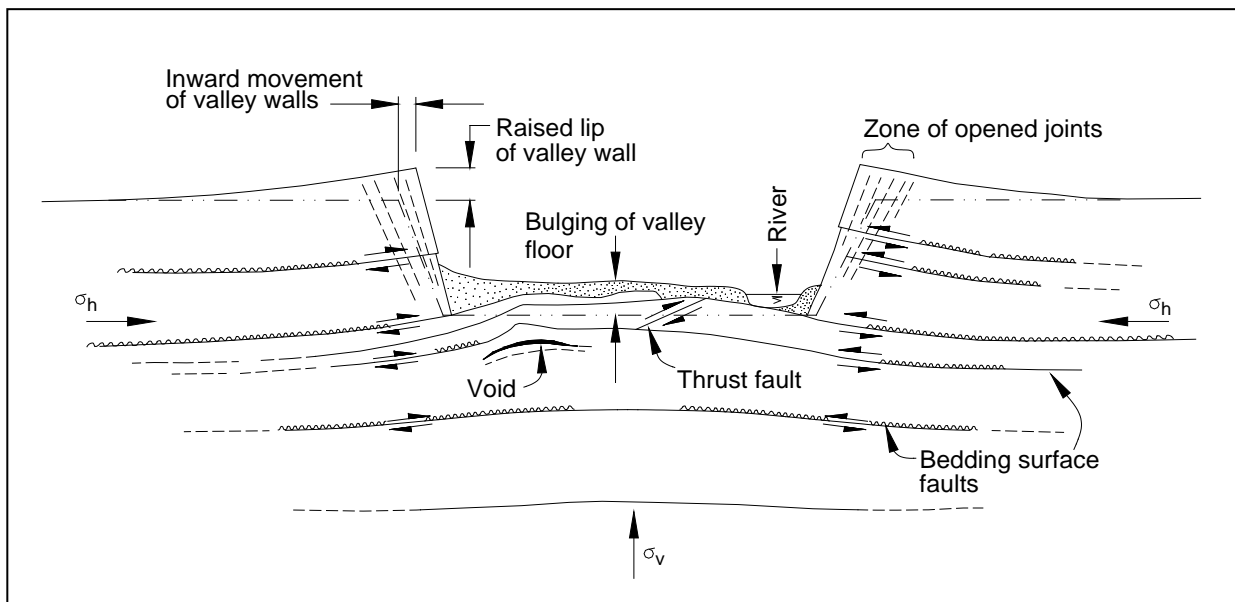 Inward movement
of valley walls
Raised lip
of valley wall
Zone of opened joints
Bulging of valley
floor
River
σh
σh
Void
Thrust fault
Bedding surface
faults
σv